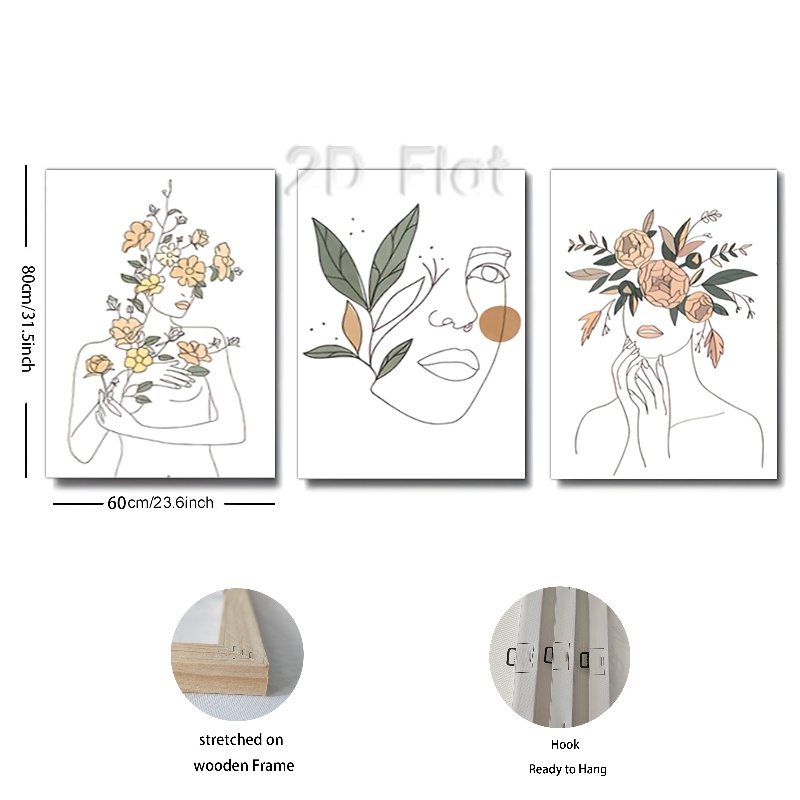 2D Flat
80cm/31.5inch
60cm/23.6inch
stretched on
wooden Frame
Hook
Ready to Hang